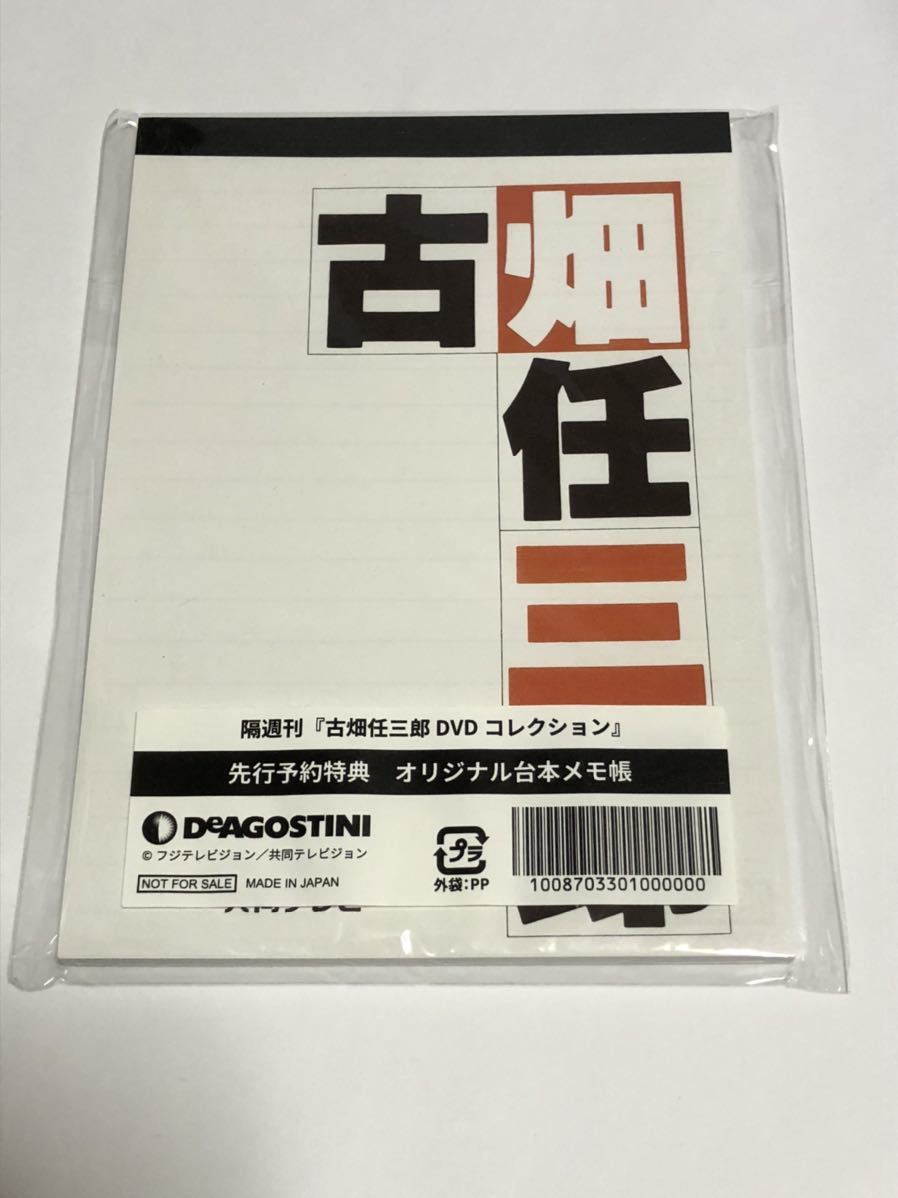 古畑
任
三
隔週刊『古畑任三郎 DVD コレクション』
先行予約特典　オリジナル台本メモ帳
DeAGOSTINI
© フジテレビジョン／共同テレビジョン
NOT FOR SALE MADE IN JAPAN
プラ
外袋:PP
1008703301000000